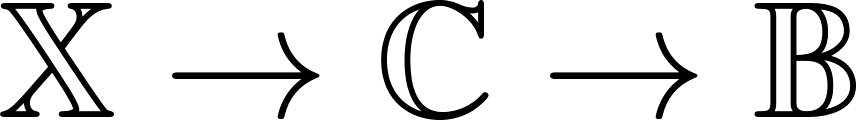 𝕏 → ℂ → 𝔹